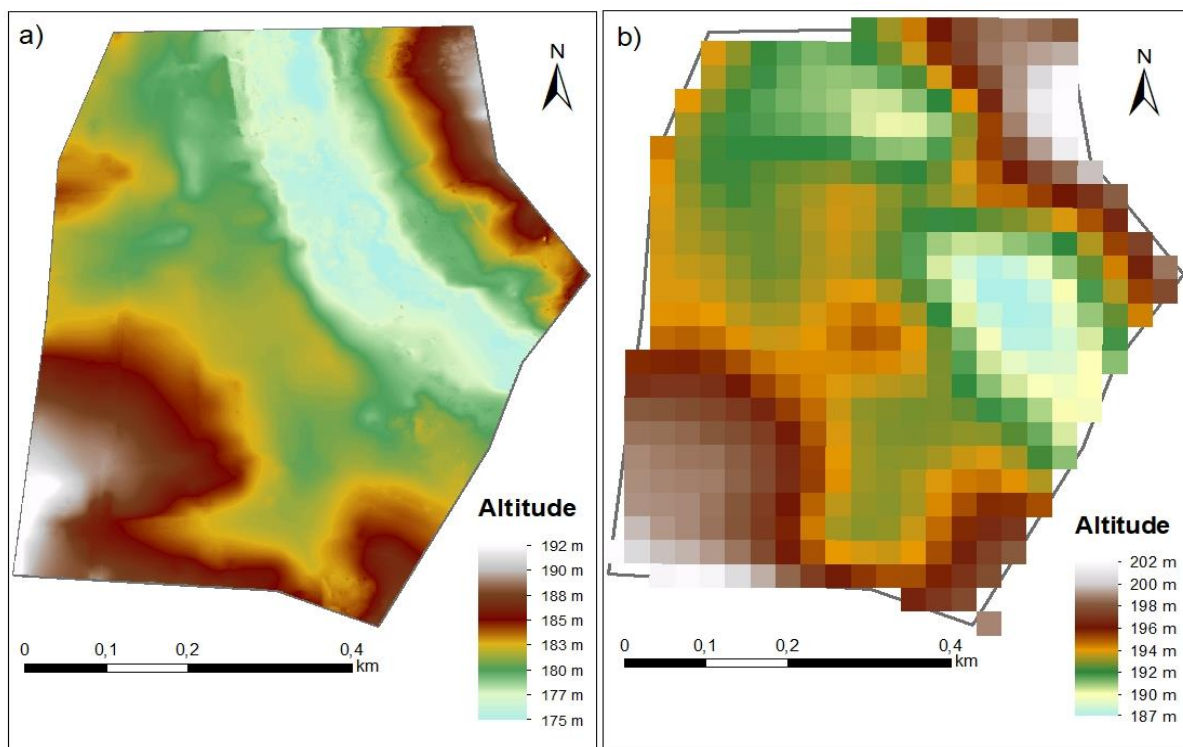 a)
N
Altitude
192 m
190 m
188 m
185 m
183 m
180 m
177 m
175 m
0 0,1 0,2 0,4
km
b)
N
Altitude
202 m
200 m
198 m
196 m
194 m
192 m
190 m
187 m
0 0,1 0,2 0,4
km